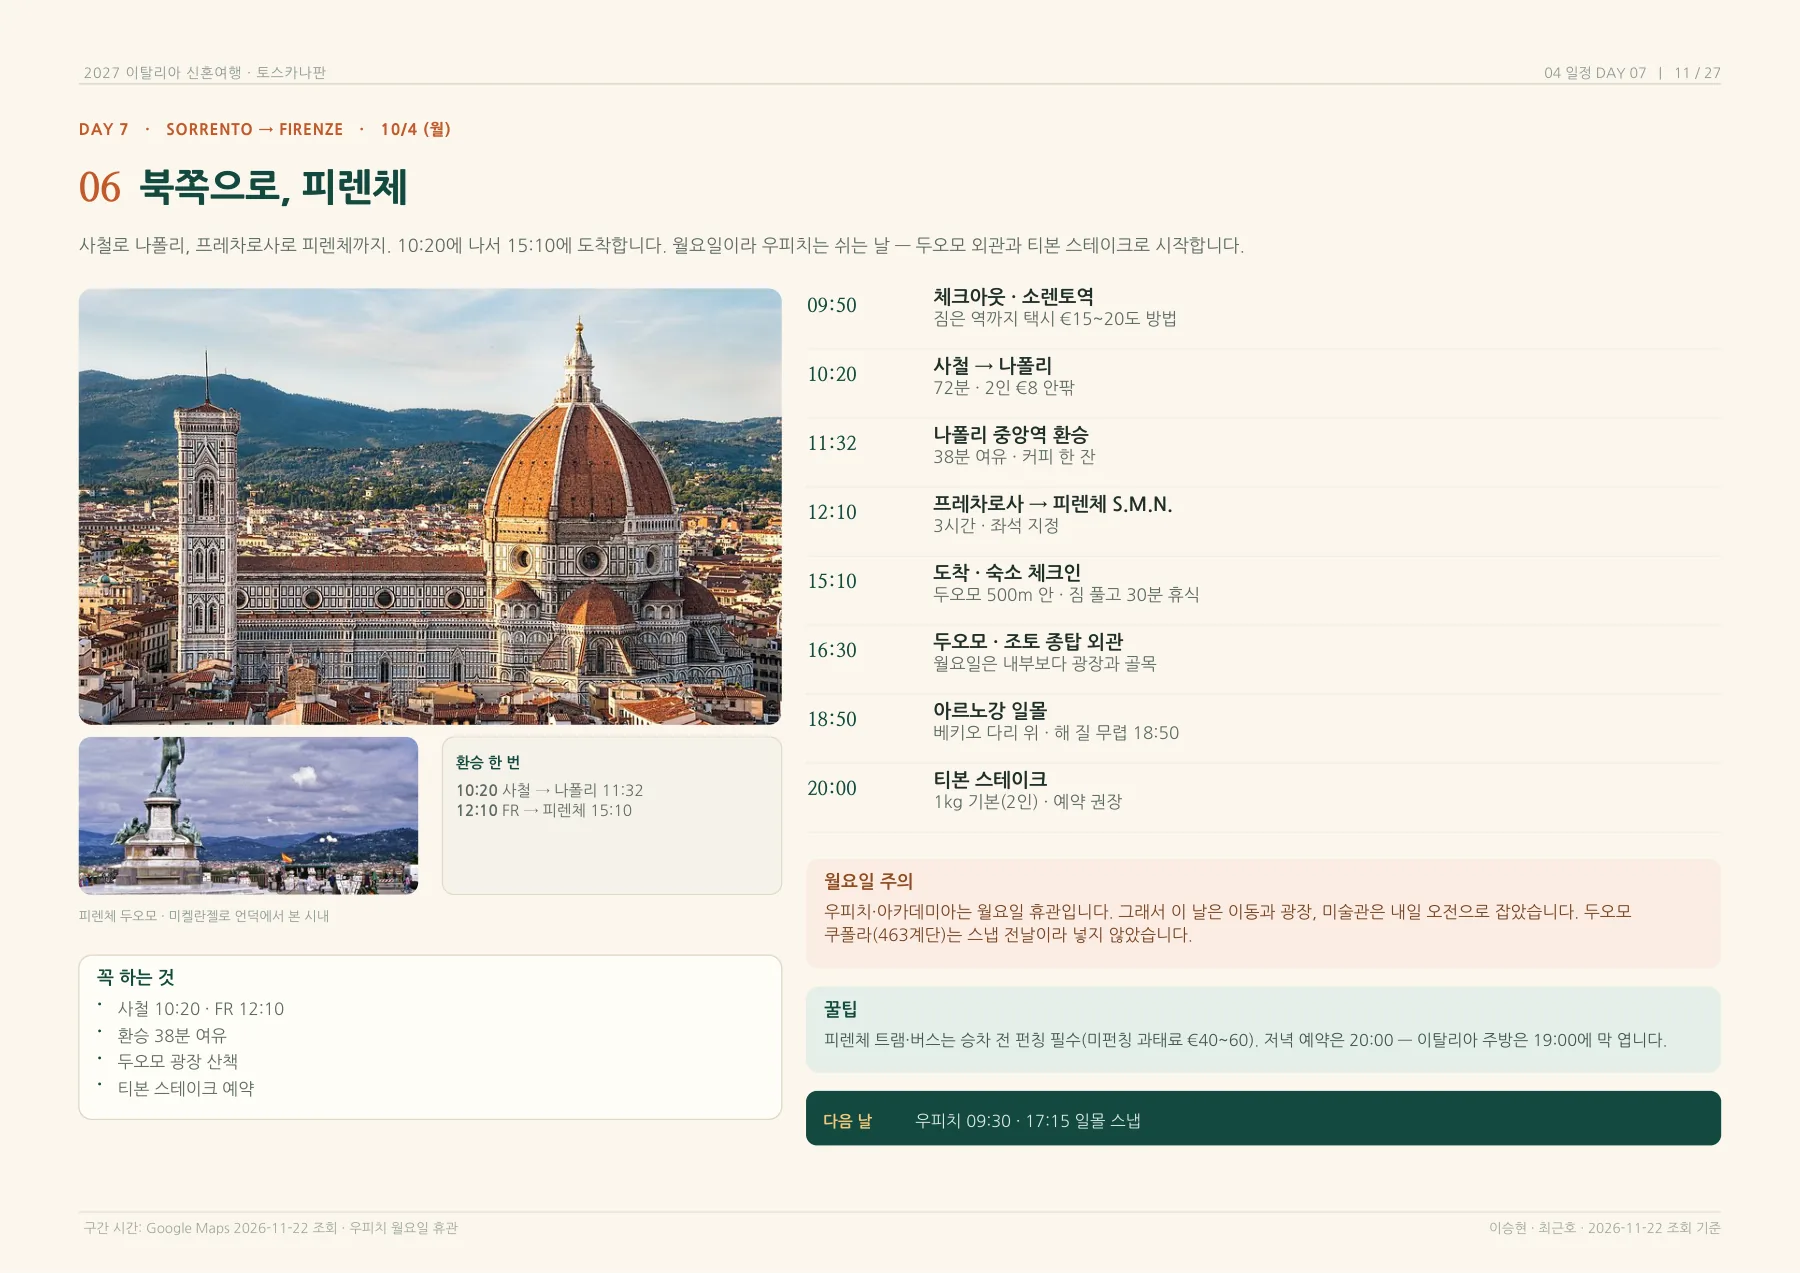 2027 이탈리아 신혼여행 · 토스카나판
04 일정 DAY 07 | 11 / 27
DAY 7 · SORRENTO → FIRENZE · 10/4 (월)
06 북쪽으로, 피렌체
사철로 나폴리, 프레차로사로 피렌체까지. 10:20에 나서 15:10에 도착합니다. 월요일이라 우피치는 쉬는 날 — 두오모 외관과 티본 스테이크로 시작합니다.
환승 한 번
10:20 사철 → 나폴리 11:32
12:10 FR → 피렌체 15:10
피렌체 두오모 · 미켈란젤로 언덕에서 본 시내
꼭 하는 것
· 사철 10:20 · FR 12:10
· 환승 38분 여유
· 두오모 광장 산책
· 티본 스테이크 예약
09:50 체크아웃 · 소렌토역
짐은 역까지 택시 €15~20도 방법
10:20 사철 → 나폴리
72분 · 2인 €8 안팎
11:32 나폴리 중앙역 환승
38분 여유 · 커피 한 잔
12:10 프레차로사 → 피렌체 S.M.N.
3시간 · 좌석 지정
15:10 도착 · 숙소 체크인
두오모 500m 안 · 짐 풀고 30분 휴식
16:30 두오모 · 조토 종탑 외관
월요일은 내부보다 광장과 골목
18:50 아르노강 일몰
베키오 다리 위 · 해 질 무렵 18:50
20:00 티본 스테이크
1kg 기본(2인) · 예약 권장
월요일 주의
우피치·아카데미아는 월요일 휴관입니다. 그래서 이 날은 이동과 광장, 미술관은 내일 오전으로 잡았습니다. 두오모
쿠폴라(463계단)는 스냅 전날이라 넣지 않았습니다.
꿀팁
피렌체 트램·버스는 승차 전 펀칭 필수(미펀칭 과태료 €40~60). 저녁 예약은 20:00 — 이탈리아 주방은 19:00에 막 엽니다.
다음 날 우피치 09:30 · 17:15 일몰 스냅
구간 시간: Google Maps 2026-11-22 조회 · 우피치 월요일 휴관
이승현 · 최근호 · 2026-11-22 조회 기준